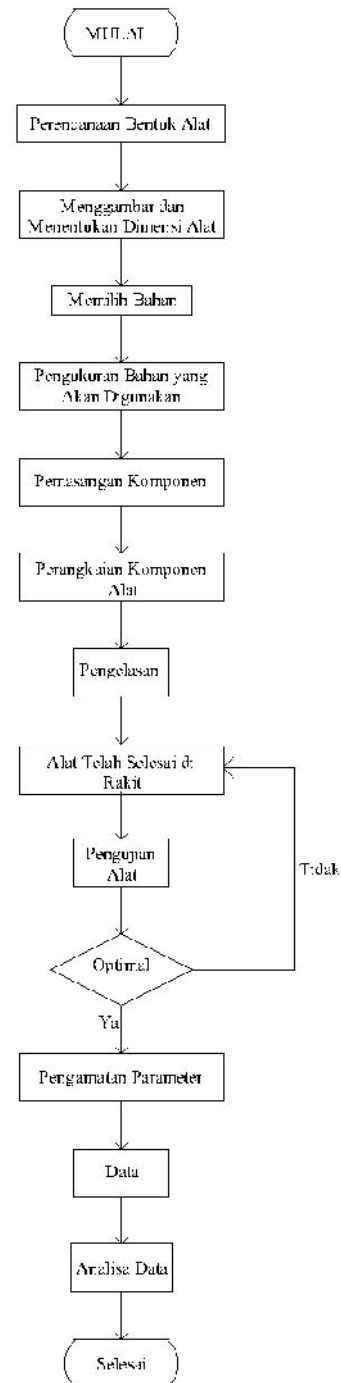 MULAI
Perencanaan Bentuk Alat
Menggambar dan
Menentukan Dimensi Alat
Memilih Bahan
Pengukuran Bahan yang
Akan Digunakan
Pemasangan Komponen
Perangkaian Komponen
Alat
Pengelasan
Alat Telah Selesai di
Rakit
Pengujian
Alat
Tidak
Optimal
Ya
Pengamatan Parameter
Data
Analisa Data
Selesai